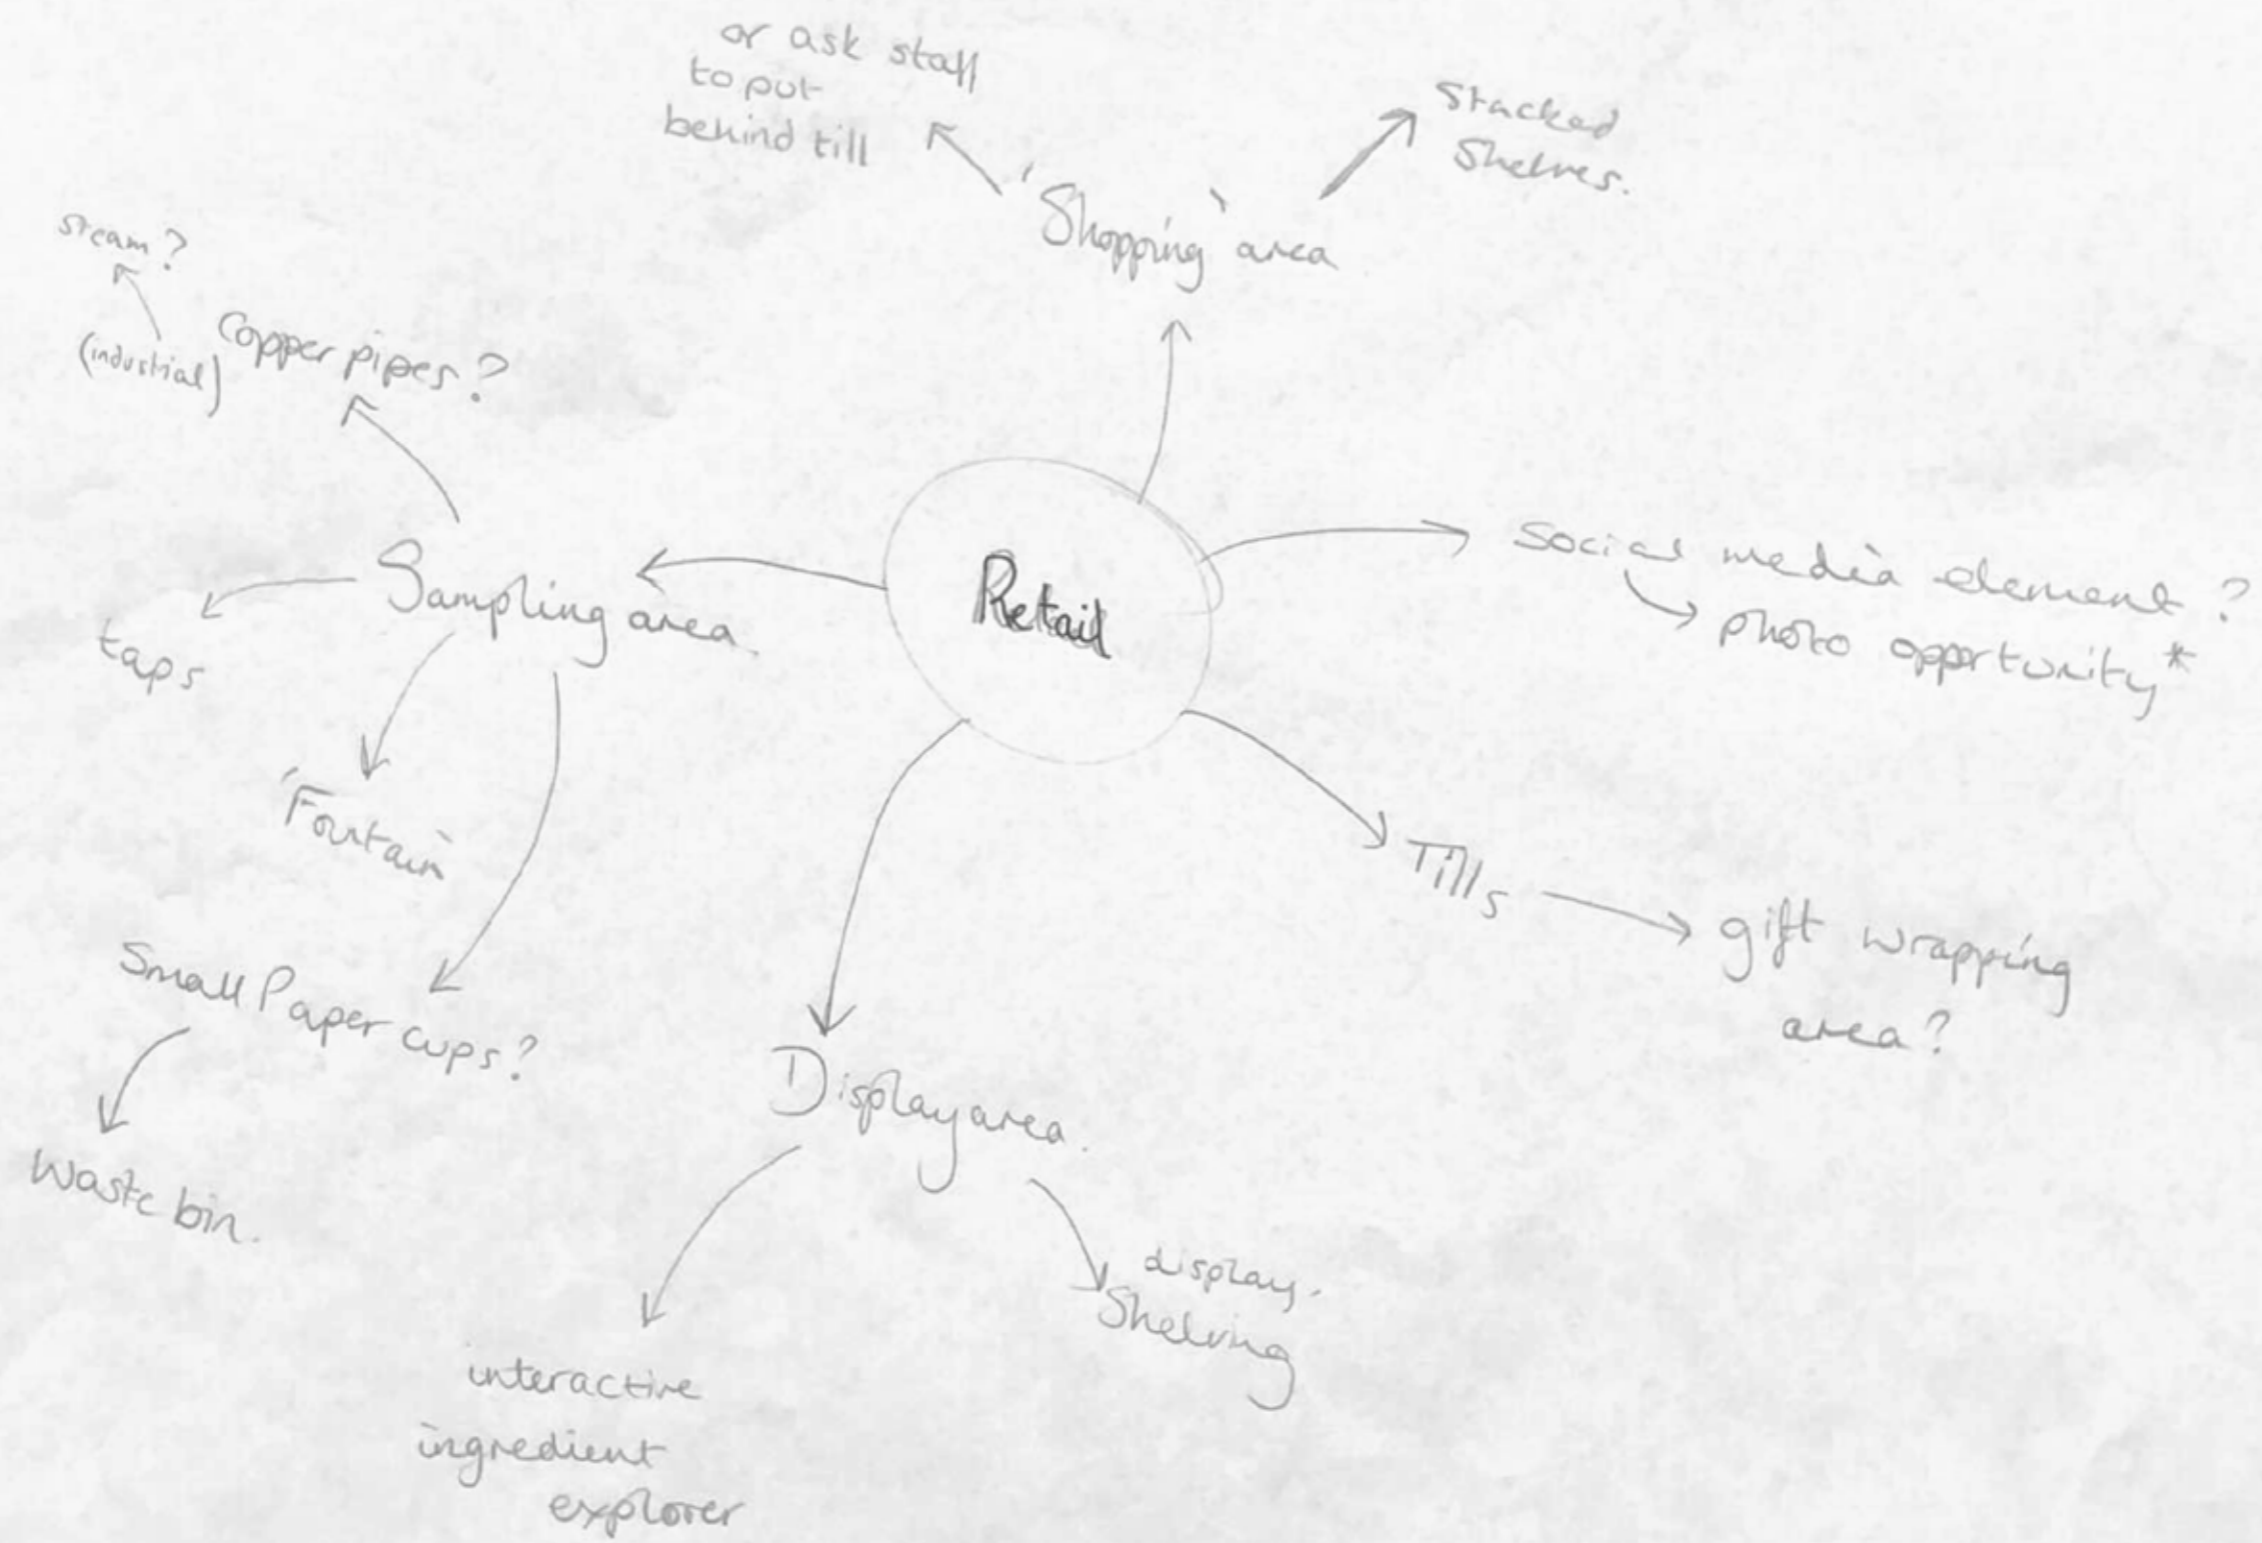 or ask staff
to put
behind till
Stacked
Shelves.
'Shopping' area
steam?
(industrial)
Copper pipes?
Sampling area.
taps
'Fountain'
Small Paper cups?
Waste bin.
Retail
Social media element?
photo opportunity*
Tills
gift wrapping
area?
Display area.
interactive
ingredient
explorer
display.
Shelving